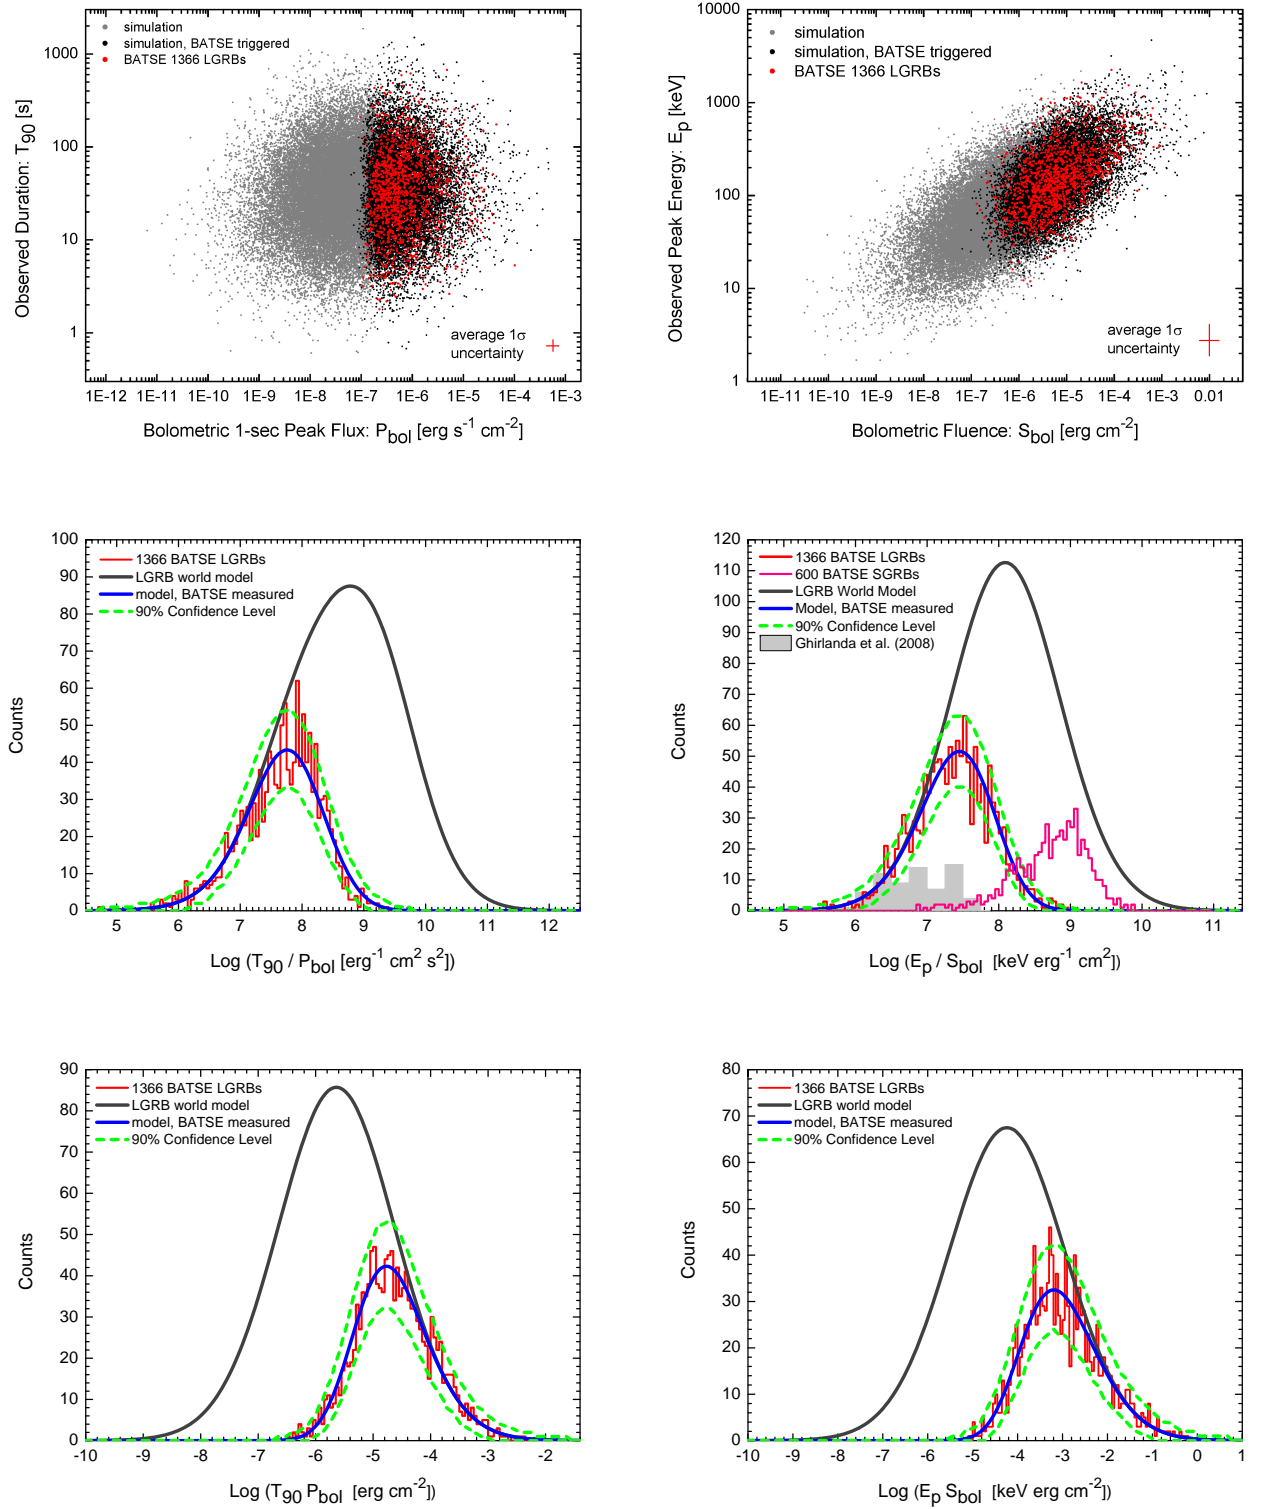 simulation
simulation, BATSE triggered
BATSE 1366 LGRBs
1000
100
10
1
Observed Duration: T90 [s]
average 1σ
uncertainty
1E-12 1E-11 1E-10 1E-9 1E-8 1E-7 1E-6 1E-5 1E-4 1E-3
Bolometric 1-sec Peak Flux: Pbol [erg s-1 cm-2]
simulation
simulation, BATSE triggered
BATSE 1366 LGRBs
10000
1000
100
10
1
Observed Peak Energy: Ep [keV]
average 1σ
uncertainty
1E-11 1E-10 1E-9 1E-8 1E-7 1E-6 1E-5 1E-4 1E-3 0.01
Bolometric Fluence: Sbol [erg cm-2]
1366 BATSE LGRBs
LGRB world model
model, BATSE measured
90% Confidence Level
100
90
80
70
60
50
40
30
20
10
0
Counts
5 6 7 8 9 10 11 12
Log (T90 / Pbol [erg-1 cm2 s2])
1366 BATSE LGRBs
600 BATSE SGRBs
LGRB World Model
Model, BATSE measured
90% Confidence Level
Ghirlanda et al. (2008)
120
110
100
90
80
70
60
50
40
30
20
10
0
Counts
5 6 7 8 9 10 11
Log (Ep / Sbol [keV erg-1 cm2])
1366 BATSE LGRBs
LGRB world model
model, BATSE measured
90% Confidence Level
90
80
70
60
50
40
30
20
10
0
Counts
-10 -9 -8 -7 -6 -5 -4 -3 -2
Log (T90 Pbol [erg cm-2])
1366 BATSE LGRBs
LGRB world model
model, BATSE measured
90% Confidence Level
80
70
60
50
40
30
20
10
0
Counts
-10 -9 -8 -7 -6 -5 -4 -3 -2 -1 0 1
Log (Ep Sbol [keV erg cm-2])